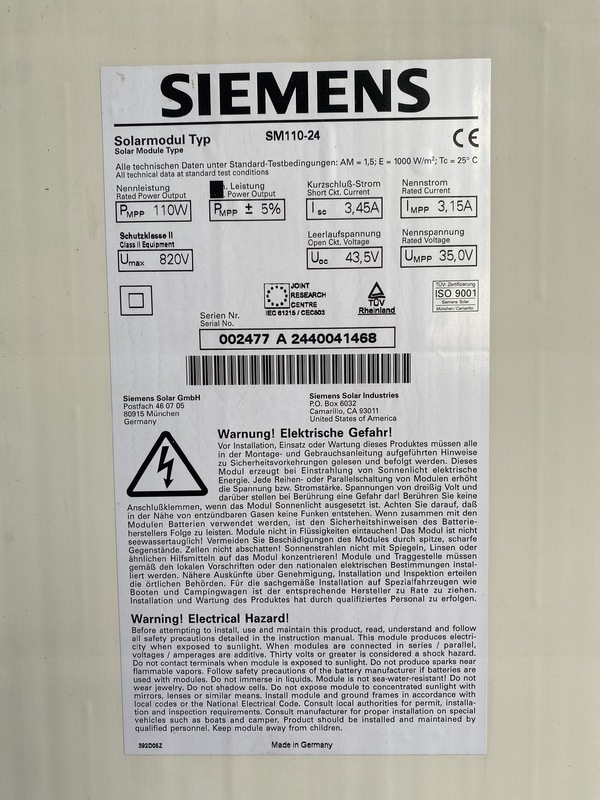 SIEMENS
Solarmodul Typ
Solar Module Type
SM110-24
CE
Alle technischen Daten unter Standard-Testbedingungen: AM = 1,5; E = 1000 W/m²; Tc = 25° C
All technical data at standard test conditions
Nennleistung
Rated Power Output
PMPP 110W
. Leistung
Power Output
PMPP ± 5%
Kurzschluß-Strom
Short Ckt. Current
Isc 3,45A
Nennstrom
Rated Current
IMPP 3,15A
Schutzklasse II
Class II Equipment
Umax 820V
Leerlaufspannung
Open Ckt. Voltage
Uoc 43,5V
Nennspannung
Rated Voltage
UMPP 35,0V
JOINT
RESEARCH
CENTRE
IEC 61215 / CEC503
TÜV
Rheinland
TÜV-Zertifizierung
ISO 9001
Siemens Solar
München / Camarillo
Serien Nr.
Serial No.
002477 A 2440041468
Siemens Solar GmbH
Postfach 46 07 05
80915 München
Germany
Siemens Solar Industries
P.O. Box 6032
Camarillo, CA 93011
United States of America
Warnung! Elektrische Gefahr!
Vor Installation, Einsatz oder Wartung dieses Produktes müssen alle
in der Montage- und Gebrauchsanleitung aufgeführten Hinweise
zu Sicherheitsvorkehrungen gelesen und befolgt werden. Dieses
Modul erzeugt bei Einstrahlung von Sonnenlicht elektrische
Energie. Jede Reihen- oder Parallelschaltung von Modulen erhöht
die Spannung bzw. Stromstärke. Spannungen von dreißig Volt und
darüber stellen bei Berührung eine Gefahr dar! Berühren Sie keine
Anschlußklemmen, wenn das Modul Sonnenlicht ausgesetzt ist. Achten Sie darauf, daß
in der Nähe von entzündbaren Gasen keine Funken entstehen. Wenn zusammen mit den
Modulen Batterien verwendet werden, ist den Sicherheitshinweisen des Batterie-
herstellers Folge zu leisten. Module nicht in Flüssigkeiten eintauchen! Das Modul ist nicht
seewassertauglich! Vermeiden Sie Beschädigungen des Modules durch spitze, scharfe
Gegenstände. Zellen nicht abschatten! Sonnenstrahlen nicht mit Spiegeln, Linsen oder
ähnlichen Hilfsmitteln auf das Modul konzentrieren! Module und Traggestelle müssen
gemäß den lokalen Vorschriften oder den nationalen elektrischen Bestimmungen instal-
liert werden. Nähere Auskünfte über Genehmigung, Installation und Inspektion erteilen
die örtlichen Behörden. Für die sachgemäße Installation auf Spezialfahrzeugen wie
Booten und Campingwagen ist der entsprechende Hersteller zu Rate zu ziehen.
Installation und Wartung des Produktes hat durch qualifiziertes Personal zu erfolgen.
Warning! Electrical Hazard!
Before attempting to install, use and maintain this product, read, understand and follow
all safety precautions detailed in the instruction manual. This module produces electri-
city when exposed to sunlight. When modules are connected in series / parallel,
voltages / amperages are additive. Thirty volts or greater is considered a shock hazard.
Do not contact terminals when module is exposed to sunlight. Do not produce sparks near
flammable vapors. Follow safety precautions of the battery manufacturer if batteries are
used with modules. Do not immerse in liquids. Module is not sea-water-resistant! Do not
wear jewelry. Do not shadow cells. Do not expose module to concentrated sunlight with
mirrors, lenses or similar means. Install module and ground frames in accordance with
local codes or the National Electrical Code. Consult local authorities for permit, installa-
tion and inspection requirements. Consult manufacturer for proper installation on special
vehicles such as boats and camper. Product should be installed and maintained by
qualified personnel. Keep module away from children.
392D05Z
Made in Germany